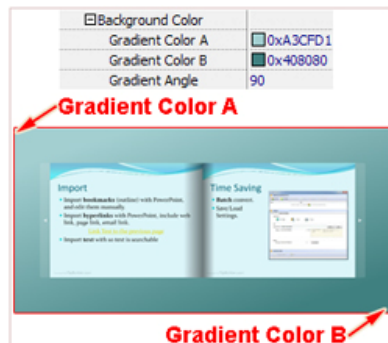 Background Color
Gradient Color A 0xA3CFD1
Gradient Color B 0x408080
Gradient Angle 90
Gradient Color A
Import
• Import bookmarks (outline) with PowerPoint,
and edit them manually
• Import hyperlinks with PowerPoint, include web
link, page link, email link.
• Import text with so text is searchable
Time Saving
• Batch convert.
• Save/Load
Settings.
Gradient Color B